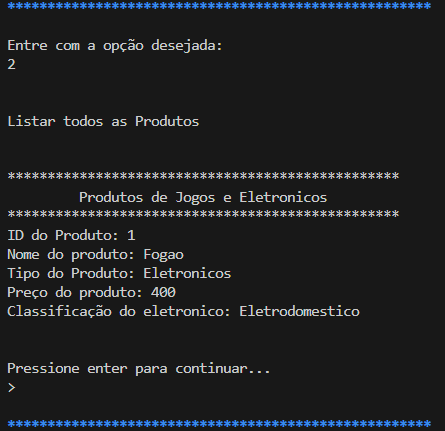 *****************************************************
Entre com a opção desejada:
2
Listar todos as Produtos
*************************************************
Produtos de Jogos e Eletronicos
*************************************************
ID do Produto: 1
Nome do produto: Fogao
Tipo do Produto: Eletronicos
Preço do produto: 400
Classificação do eletronico: Eletrodomestico
Pressione enter para continuar...
>
*****************************************************